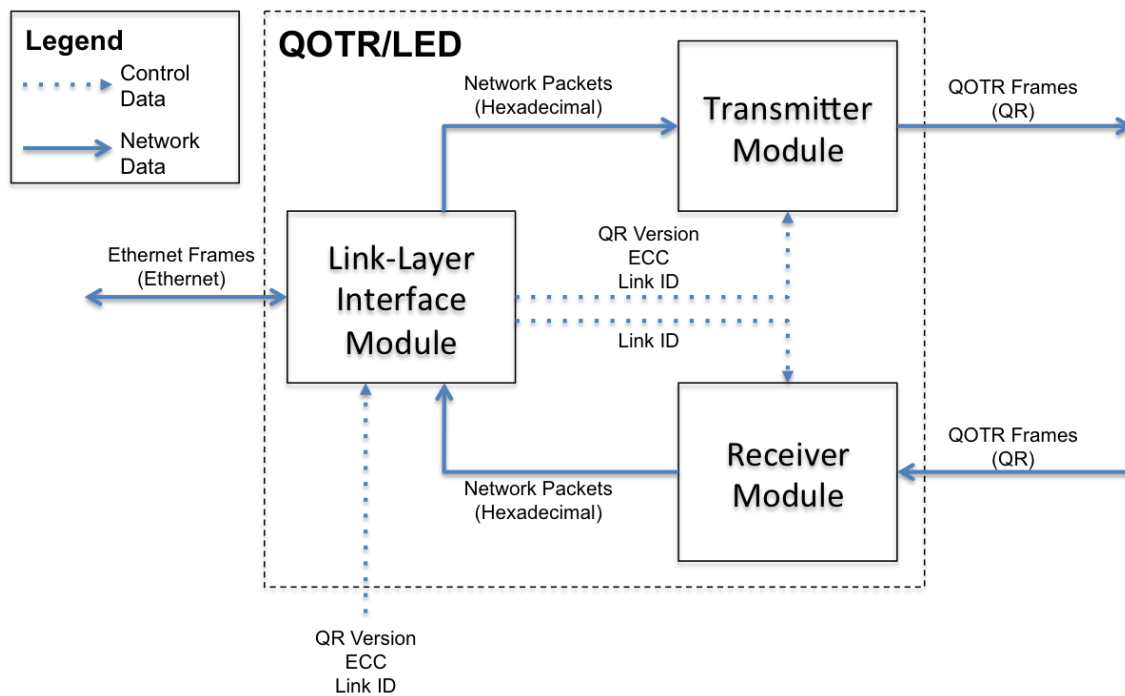 Legend
Control
Data
Network
Data
QOTR/LED
Network Packets
(Hexadecimal)
Transmitter
Module
QOTR Frames
(QR)
Ethernet Frames
(Ethernet)
Link-Layer
Interface
Module
QR Version
ECC
Link ID
Link ID
Receiver
Module
QOTR Frames
(QR)
Network Packets
(Hexadecimal)
QR Version
ECC
Link ID